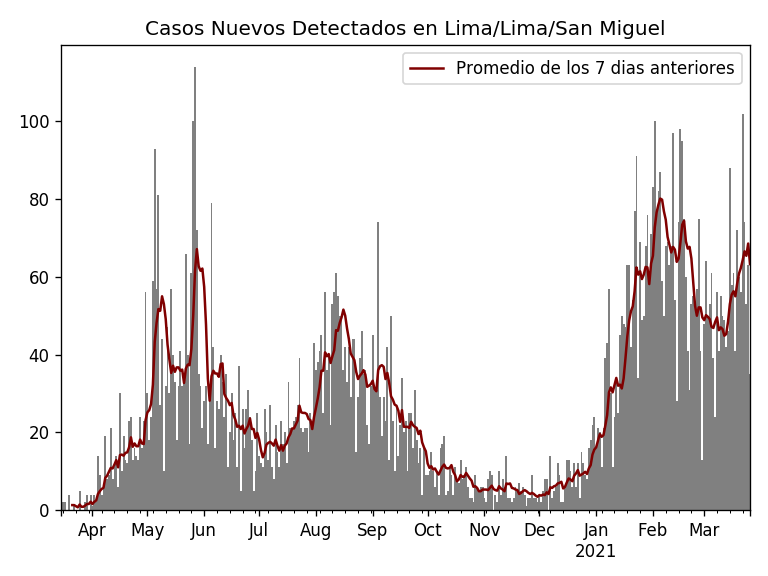 Casos Nuevos Detectados en Lima/Lima/San Miguel
Promedio de los 7 dias anteriores
100
80
60
40
20
0
Apr May Jun Jul Aug Sep Oct Nov Dec Jan Feb Mar
2021